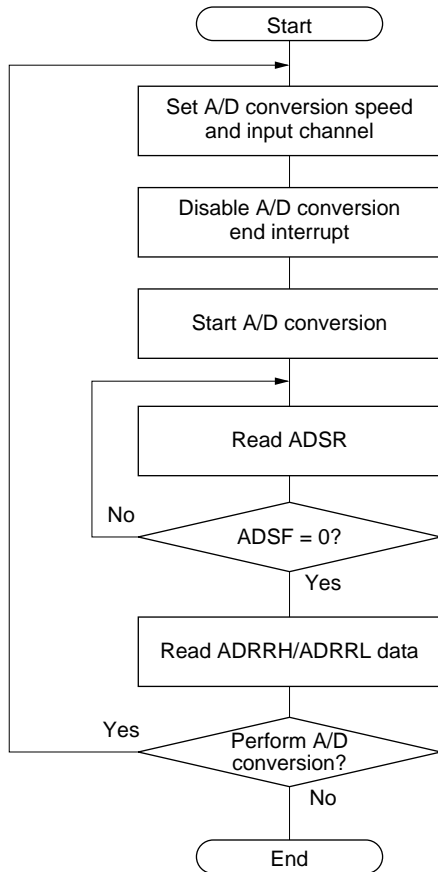 Start
Set A/D conversion speed
and input channel
Disable A/D conversion
end interrupt
Start A/D conversion
Read ADSR
No
ADSF = 0?
Yes
Read ADRRH/ADRRL data
Yes
Perform A/D
conversion?
No
End